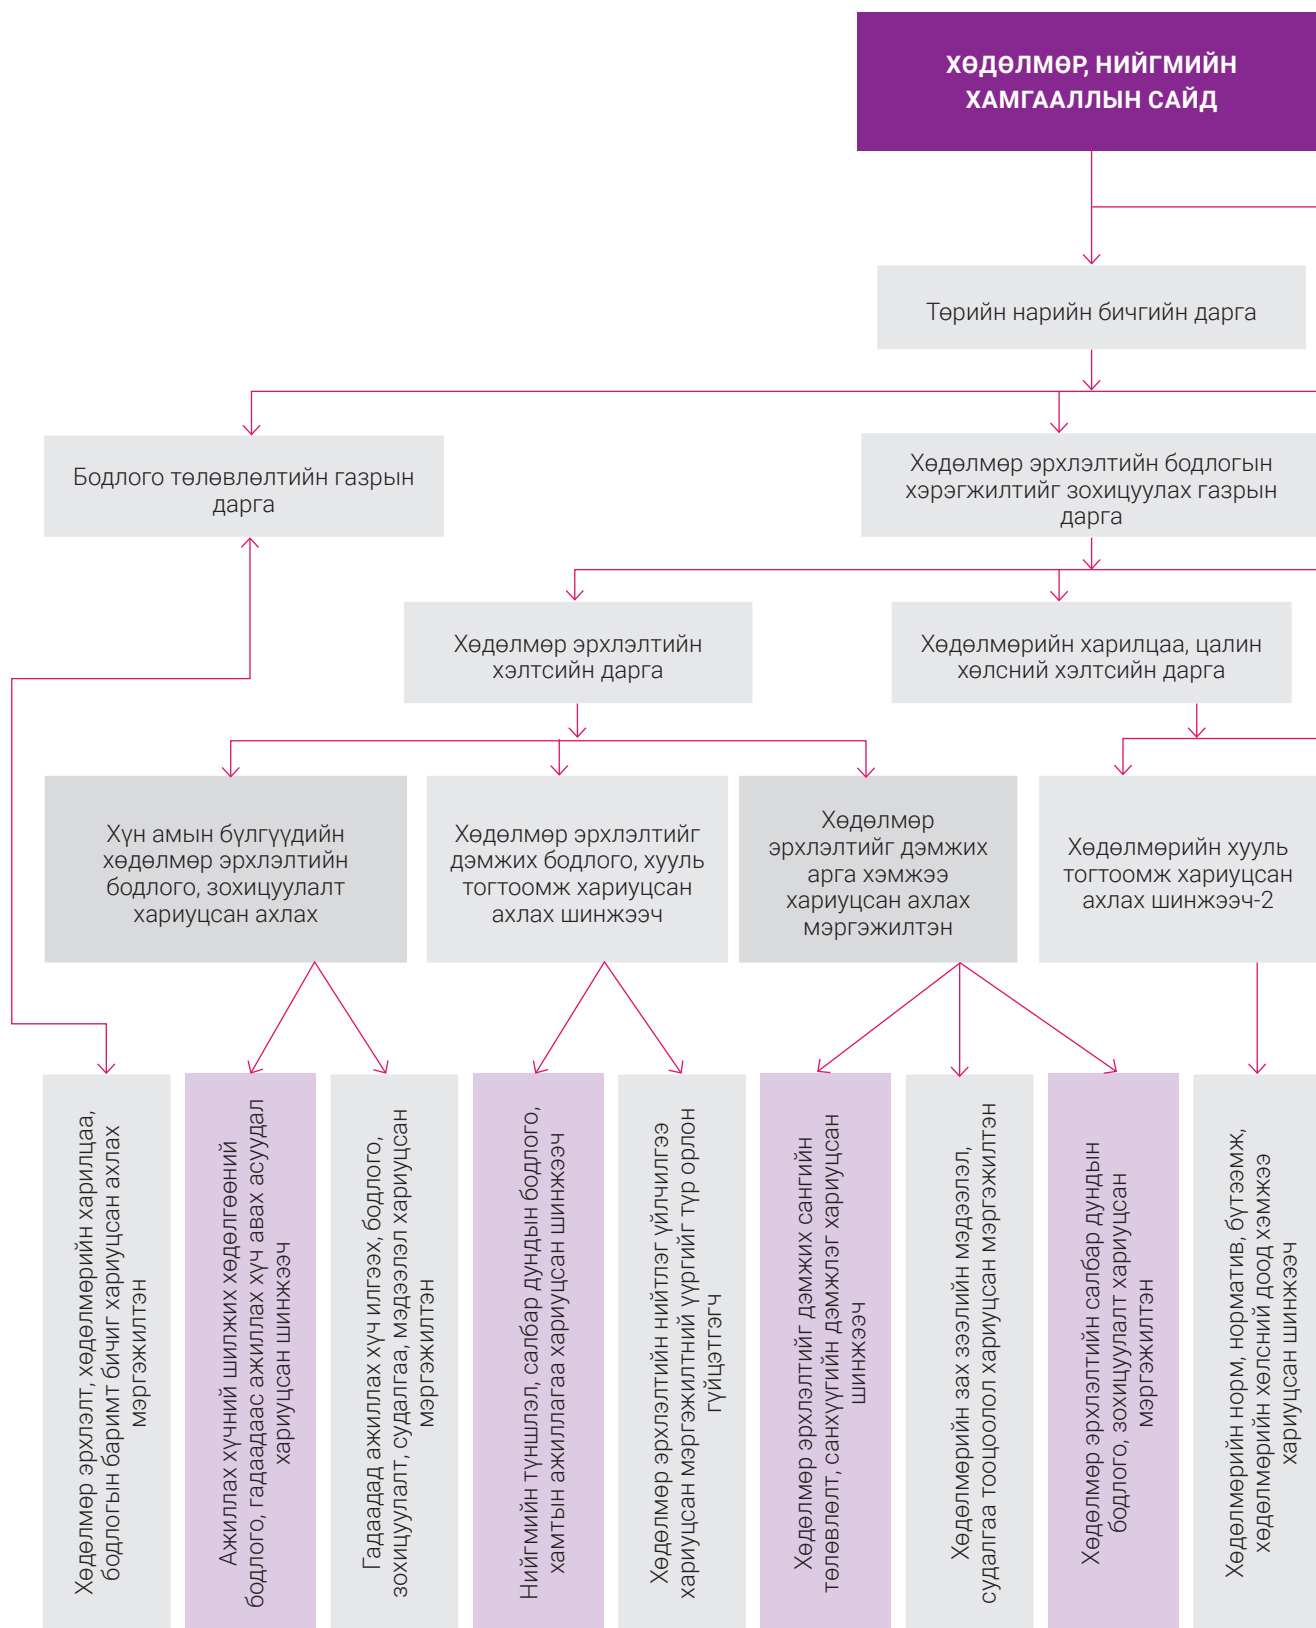 ХӨДӨЛМӨР, НИЙГМИЙН
ХАМГААЛЛЫН САЙД
Төрийн нарийн бичгийн дарга
Бодлого төлөвлөлтийн газрын
дарга
Хөдөлмөр эрхлэлтийн бодлогын
хэрэгжилтийг зохицуулах газрын
дарга
Хөдөлмөр эрхлэлтийн
хэлтсийн дарга
Хөдөлмөрийн харилцаа, цалин
хөлсний хэлтсийн дарга
Хүн амын бүлгүүдийн
хөдөлмөр эрхлэлтийн
бодлого, зохицуулалт
хариуцсан ахлах
Хөдөлмөр эрхлэлтийг
дэмжих бодлого, хууль
тогтоомж хариуцсан
ахлах шинжээч
Хөдөлмөр
эрхлэлтийг дэмжих
арга хэмжээ
хариуцсан ахлах
мэргэжилтэн
Хөдөлмөрийн хууль
тогтоомж хариуцсан
ахлах шинжээч-2
Хөдөлмөр эрхлэлт, хөдөлмөрийн харилцаа,
бодлогын баримт бичиг хариуцсан ахлах
мэргэжилтэн
Ажиллах хүчний шилжих хөдөлгөөний
бодлого, гадаадаас ажиллах хүч авах асуудал
хариуцсан шинжээч
Гадаадад ажиллах хүч илгээх, бодлого,
зохицуулалт, судалгаа, мэдээлэл хариуцсан
мэргэжилтэн
Нийгмийн түншлэл, салбар дундын бодлого,
хамтын ажиллагаа хариуцсан шинжээч
Хөдөлмөр эрхлэлтийн нийтлэг үйлчилгээ
хариуцсан мэргэжилтний үүргийг түр орлон
гүйцэтгэгч
Хөдөлмөр эрхлэлтийг дэмжих сангийн
төлөвлөлт, санхүүгийн дэмжлэг хариуцсан
шинжээч
Хөдөлмөрийн зах зээлийн мэдээлэл,
судалгаа тооцоолол хариуцсан мэргэжилтэн
Хөдөлмөр эрхлэлтийн салбар дундын
бодлого, зохицуулалт хариуцсан
мэргэжилтэн
Хөдөлмөрийн норм, норматив, бүтээмж,
хөдөлмөрийн хөлсний доод хэмжээ
хариуцсан шинжээч